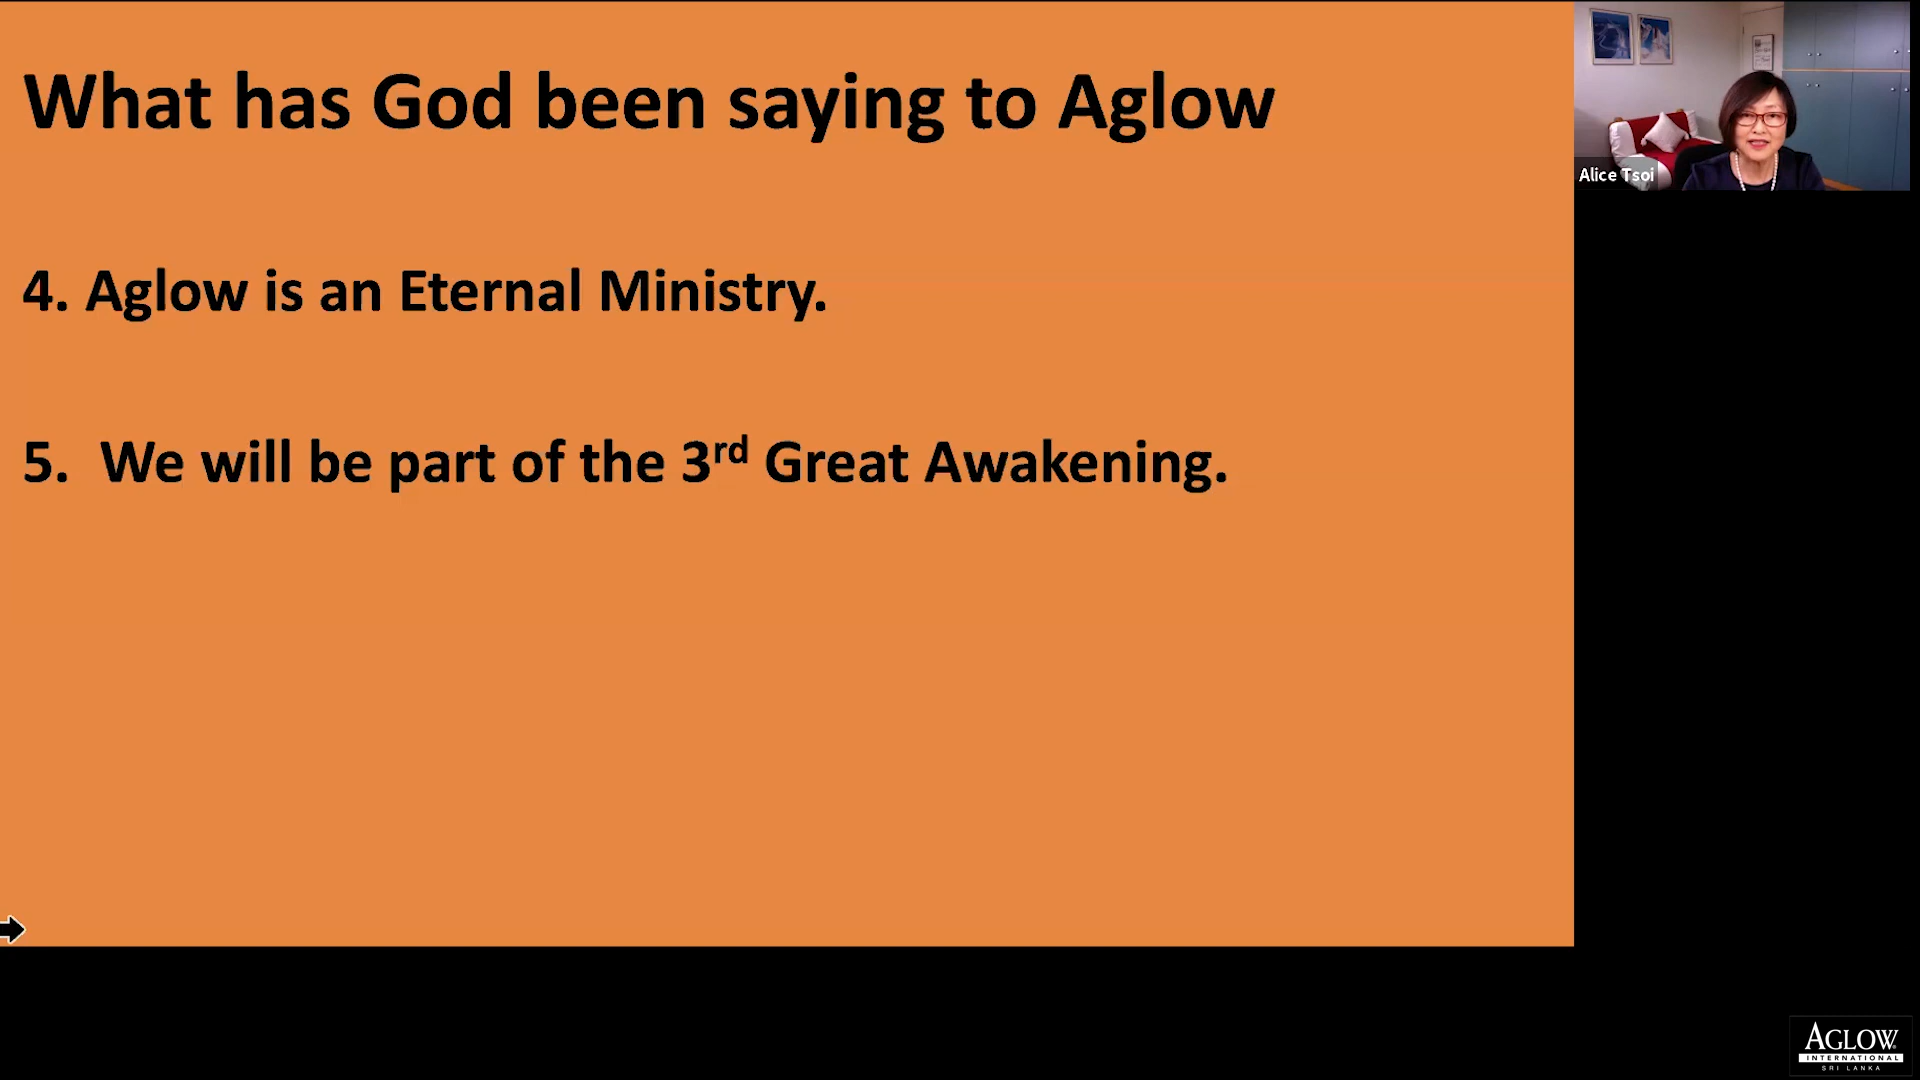 What has God been saying to Aglow
4. Aglow is an Eternal Ministry.
5. We will be part of the 3rd Great Awakening.
Alice Tsoi
AGLOW
INTERNATIONAL
SRI LANKA